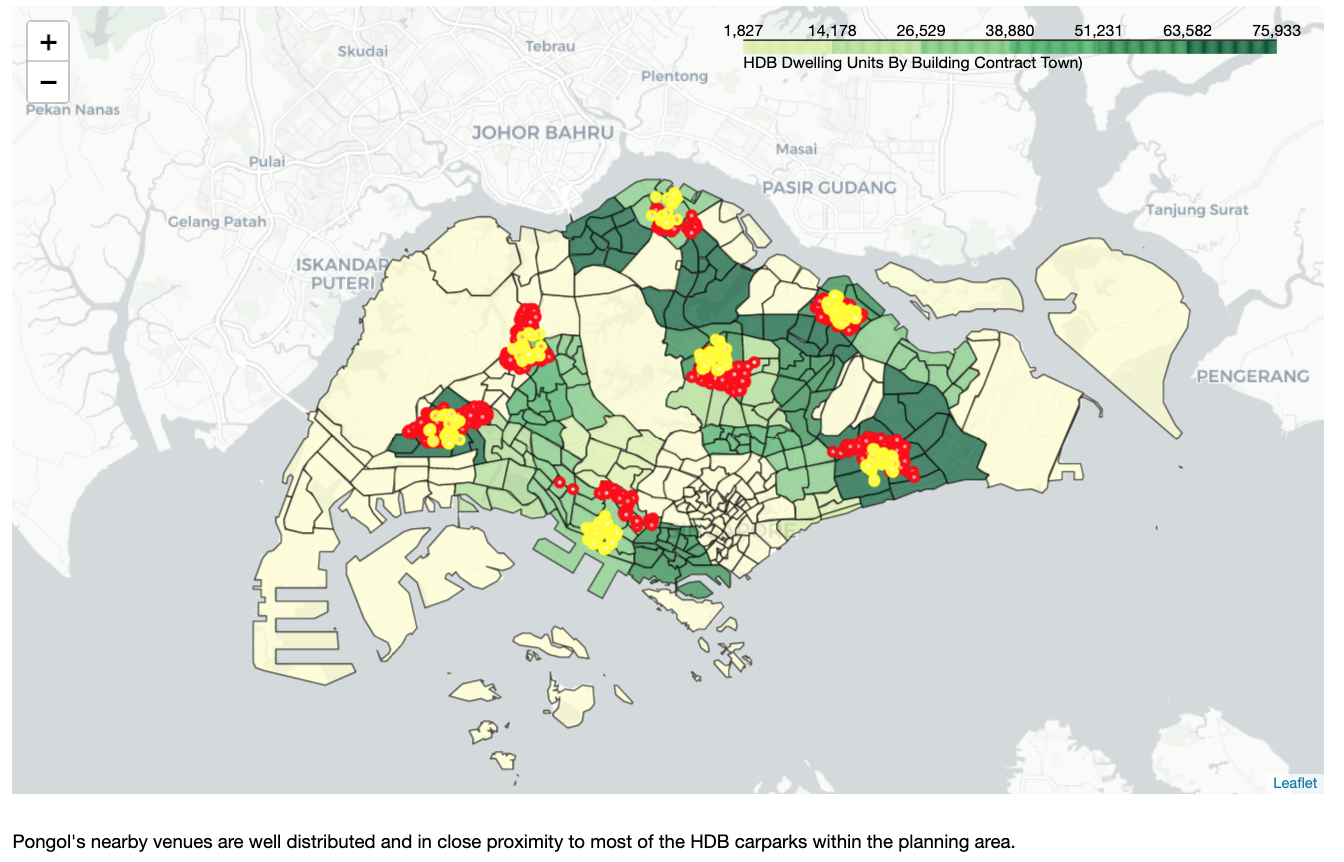 +
−
1,827 14,178 26,529 38,880 51,231 63,582 75,933
HDB Dwelling Units By Building Contract Town)
Skudai
Tebrau
Plentong
Pekan Nanas
JOHOR BAHRU
Masai
Pulai
PASIR GUDANG
Gelang Patah
Tanjung Surat
ISKANDAR
PUTERI
PENGERANG
Leaflet
Pongol's nearby venues are well distributed and in close proximity to most of the HDB carparks within the planning area.